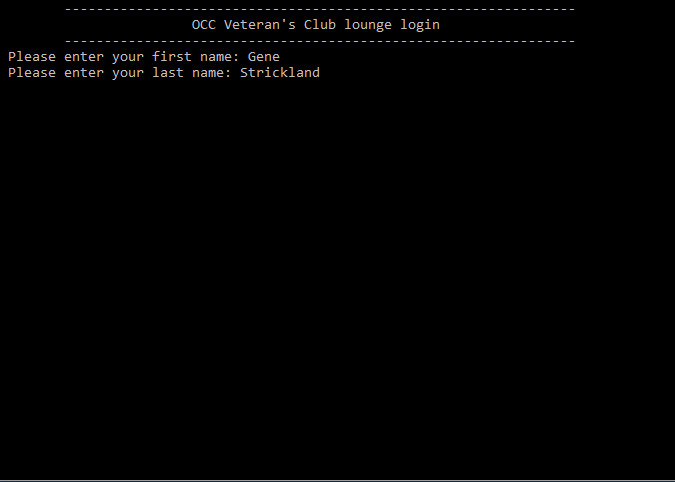 ----------------------------------------------------------------
OCC Veteran's Club lounge login
----------------------------------------------------------------
Please enter your first name: Gene
Please enter your last name: Strickland